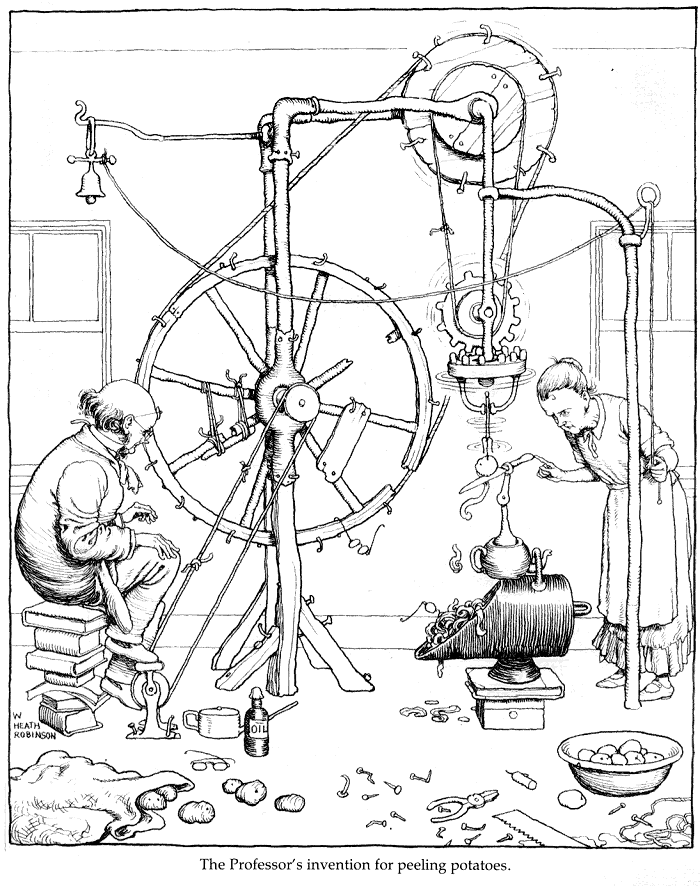 W
HEATH
ROBINSON
OIL
The Professor's invention for peeling potatoes.